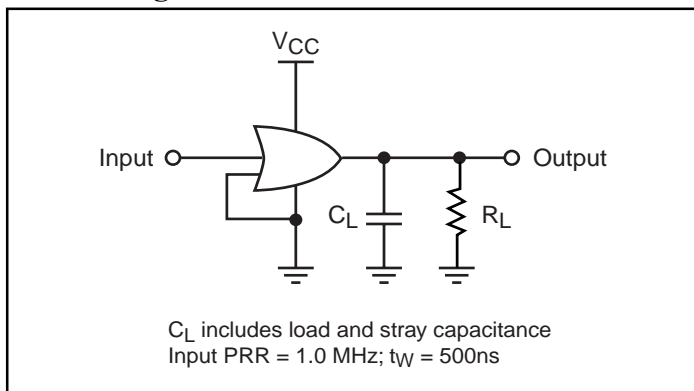 VCC
Input
Output
CL
RL
CL includes load and stray capacitance
Input PRR = 1.0 MHz; tW = 500ns